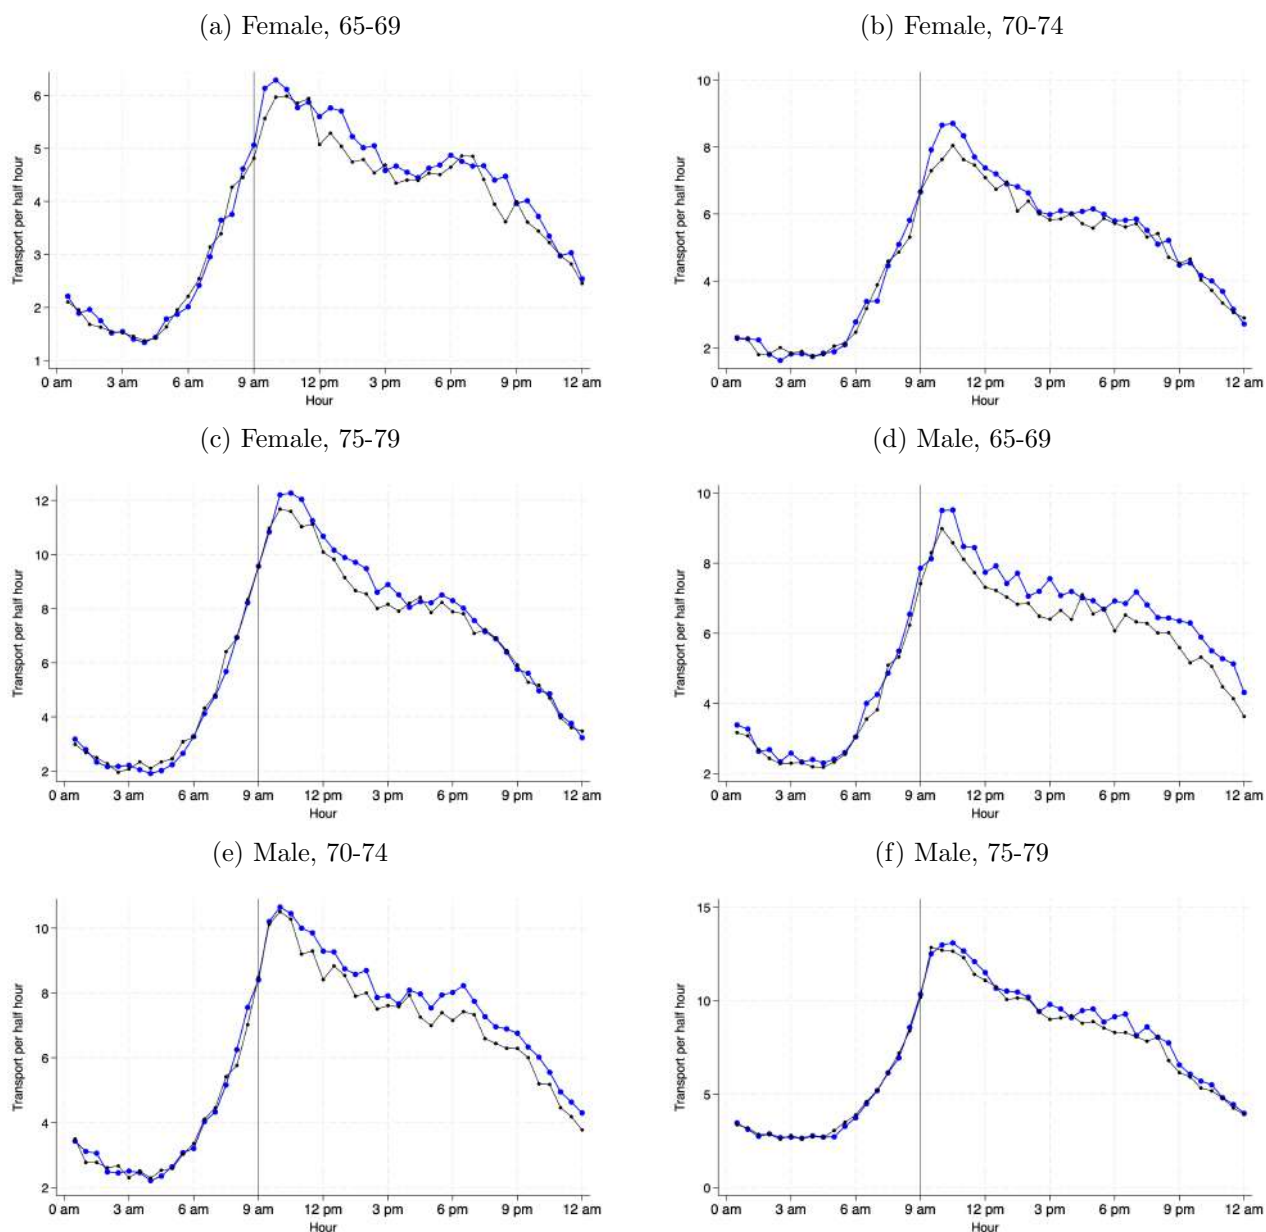 (a) Female, 65-69
Transport per half hour
6
5
4
3
2
1
0 am 3 am 6 am 9 am 12 pm 3 pm 6 pm 9 pm 12 am
Hour
(b) Female, 70-74
Transport per half hour
10
8
6
4
2
0 am 3 am 6 am 9 am 12 pm 3 pm 6 pm 9 pm 12 am
Hour
(c) Female, 75-79
Transport per half hour
12
10
8
6
4
2
0 am 3 am 6 am 9 am 12 pm 3 pm 6 pm 9 pm 12 am
Hour
(d) Male, 65-69
Transport per half hour
10
8
6
4
2
0 am 3 am 6 am 9 am 12 pm 3 pm 6 pm 9 pm 12 am
Hour
(e) Male, 70-74
Transport per half hour
10
8
6
4
2
0 am 3 am 6 am 9 am 12 pm 3 pm 6 pm 9 pm 12 am
Hour
(f) Male, 75-79
Transport per half hour
15
10
5
0
0 am 3 am 6 am 9 am 12 pm 3 pm 6 pm 9 pm 12 am
Hour